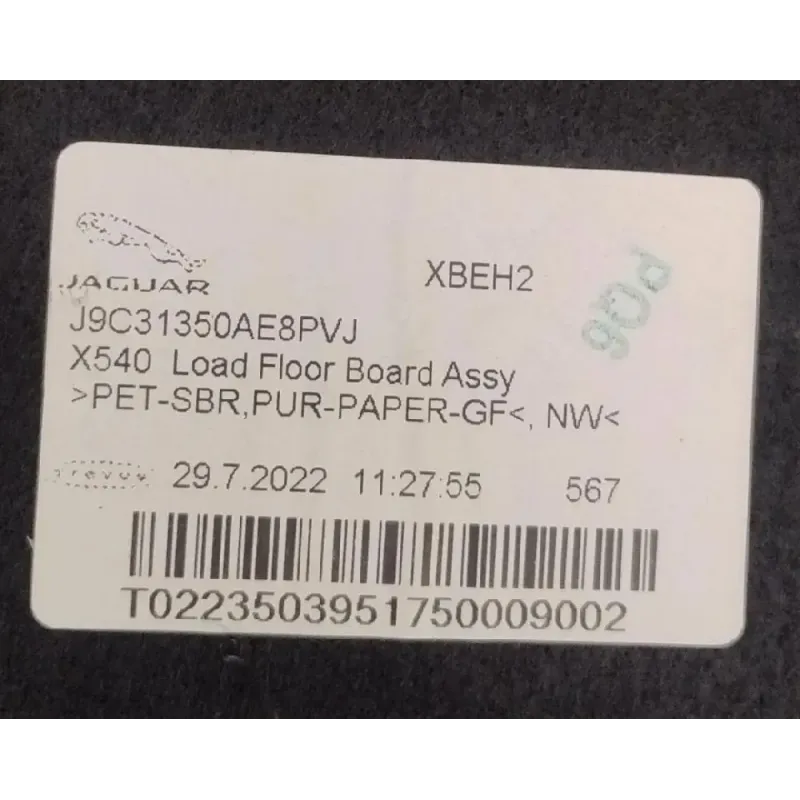 JAGUAR
XBEH2
J9C31350AE8PVJ
X540 Load Floor Board Assy
>PET-SBR,PUR-PAPER-GF<, NW<
29.7.2022 11:27:55 567
T0223503951750009002